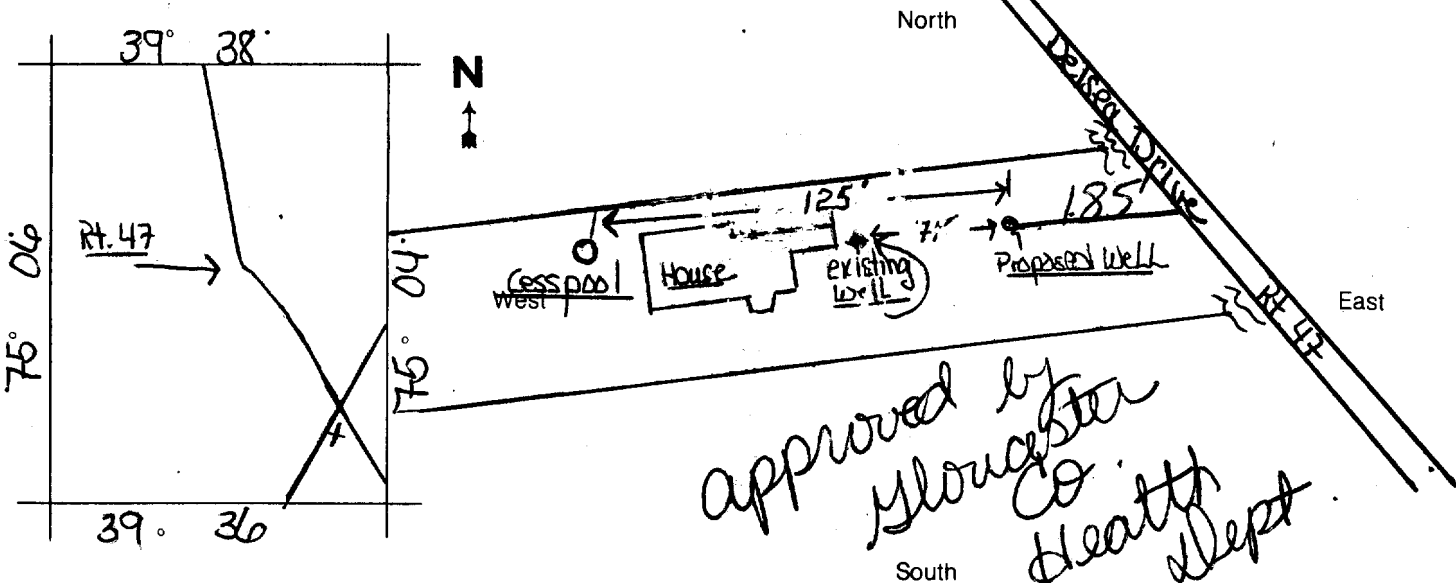 North
39° 38'
N
Delsea Drive
125'
185'
Rt. 47
75° 06
75° 04'
Cesspool
West
House
existing
well
Proposed Well
Rt 47
East
39° 36
approved by
Gloucester
Co
Health
Dept.
South